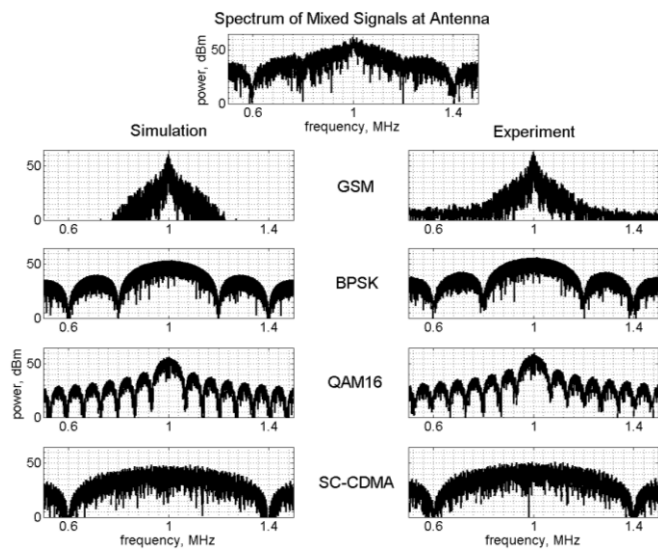 Spectrum of Mixed Signals at Antenna
power, dBm
50
0
0.6 1 1.4
frequency, MHz
Simulation Experiment
50
0
0.6 1 1.4
GSM
0.6 1 1.4
50
0
0.6 1 1.4
BPSK
0.6 1 1.4
power, dBm
50
0
0.6 1 1.4
QAM16
0.6 1 1.4
50
0
0.6 1 1.4
frequency, MHz
SC-CDMA
0.6 1 1.4
frequency, MHz